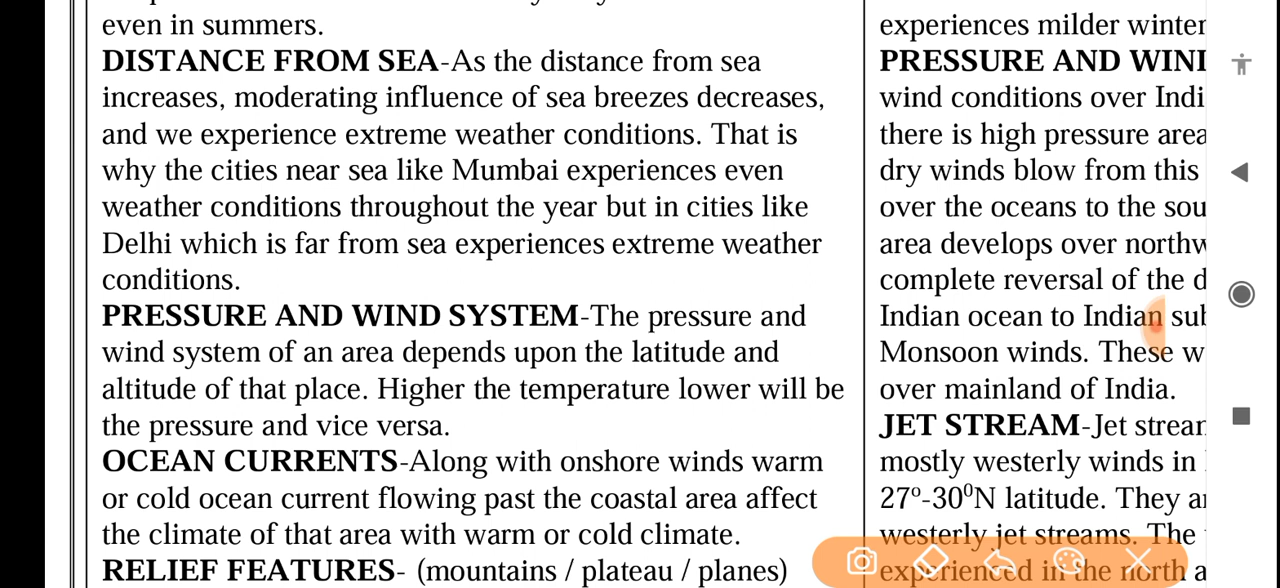 even in summers.
DISTANCE FROM SEA-As the distance from sea
increases, moderating influence of sea breezes decreases,
and we experience extreme weather conditions. That is
why the cities near sea like Mumbai experiences even
weather conditions throughout the year but in cities like
Delhi which is far from sea experiences extreme weather
conditions.
PRESSURE AND WIND SYSTEM-The pressure and
wind system of an area depends upon the latitude and
altitude of that place. Higher the temperature lower will be
the pressure and vice versa.
OCEAN CURRENTS-Along with onshore winds warm
or cold ocean current flowing past the coastal area affect
the climate of that area with warm or cold climate.
RELIEF FEATURES- (mountains / plateau / planes)
experiences milder winter
PRESSURE AND WIN
wind conditions over Indi
there is high pressure area
dry winds blow from this
over the oceans to the sou
area develops over northw
complete reversal of the d
Indian ocean to Indian sub
Monsoon winds. These w
over mainland of India.
JET STREAM-Jet strea
mostly westerly winds in
27º-30⁰N latitude. They a
westerly jet streams. The
experienced in the north a